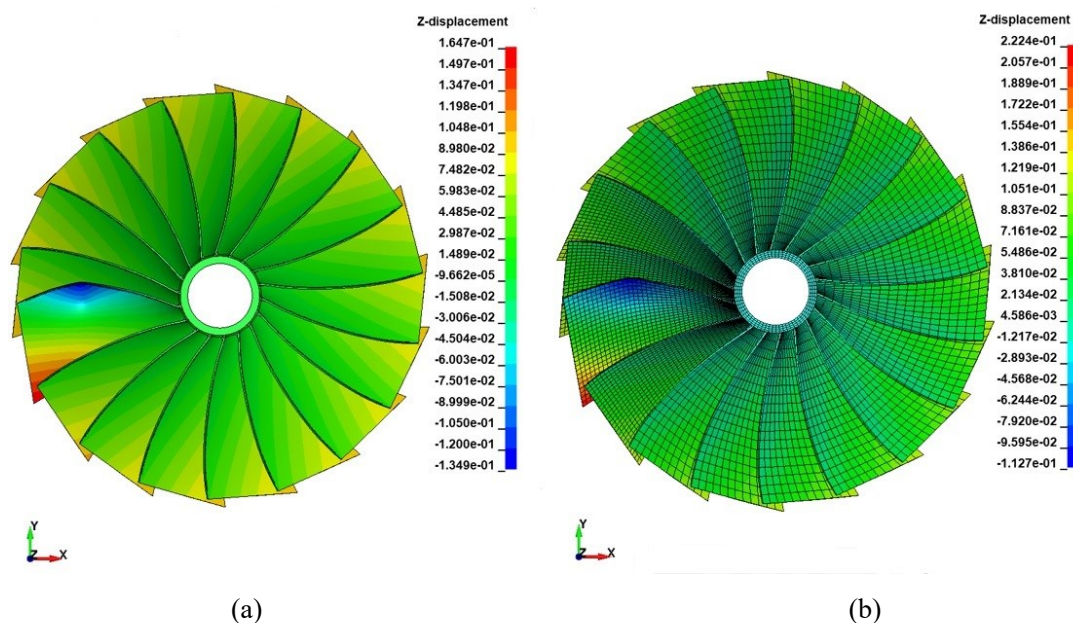 Z-displacement
1.647e-01
1.497e-01
1.347e-01
1.198e-01
1.048e-01
8.980e-02
7.482e-02
5.983e-02
4.485e-02
2.987e-02
1.489e-02
-9.662e-05
-1.508e-02
-3.006e-02
-4.504e-02
-6.003e-02
-7.501e-02
-8.999e-02
-1.050e-01
-1.200e-01
-1.349e-01
Y
Z X
(a)
Z-displacement
2.224e-01
2.057e-01
1.889e-01
1.722e-01
1.554e-01
1.386e-01
1.219e-01
1.051e-01
8.837e-02
7.161e-02
5.486e-02
3.810e-02
2.134e-02
4.586e-03
-1.217e-02
-2.893e-02
-4.568e-02
-6.244e-02
-7.920e-02
-9.595e-02
-1.127e-01
Y
Z X
(b)